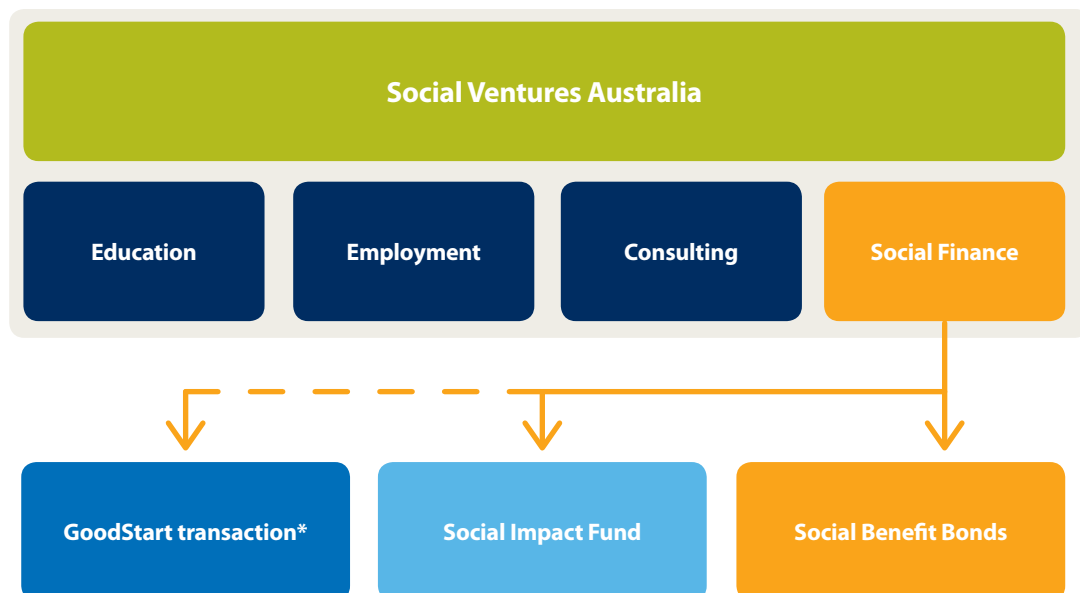 Social Ventures Australia
Education
Employment
Consulting
Social Finance
GoodStart transaction*
Social Impact Fund
Social Benefit Bonds